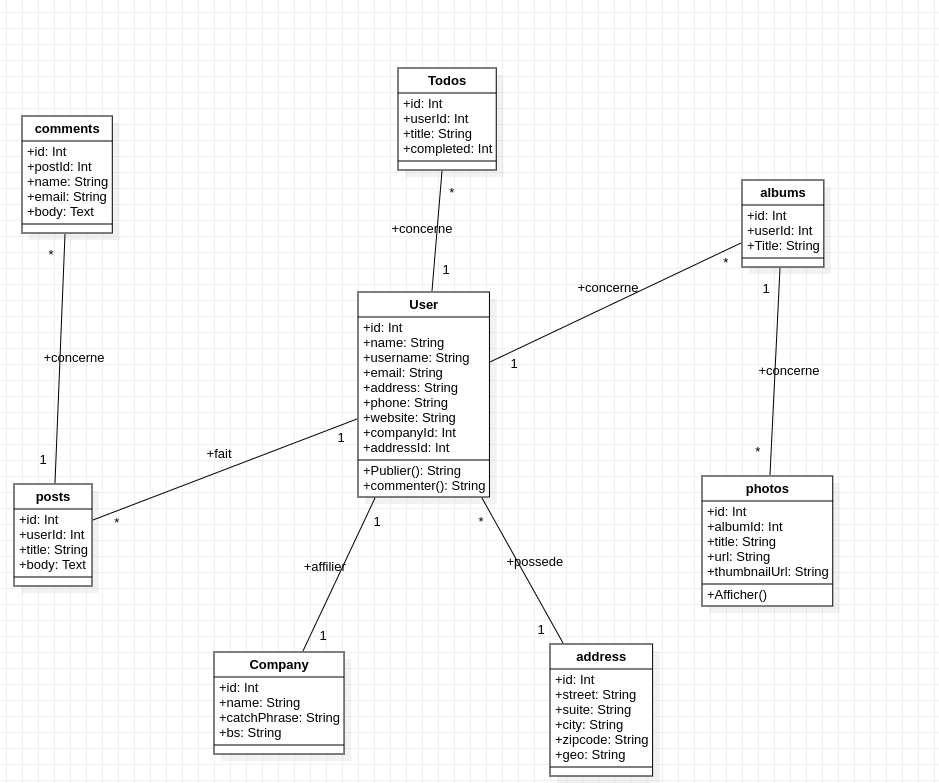 Todos
+id: Int
+userId: Int
+title: String
+completed: Int
comments
+id: Int
+postId: Int
+name: String
+email: String
+body: Text
albums
+id: Int
+userId: Int
+Title: String
*
+concerne
1
*
+concerne
1
*
+concerne
1
1
+concerne
*
User
+id: Int
+name: String
+username: String
+email: String
+address: String
+phone: String
+website: String
+companyId: Int
+addressId: Int
+Publier(): String
+commenter(): String
1
+fait
*
posts
+id: Int
+userId: Int
+title: String
+body: Text
photos
+id: Int
+albumId: Int
+title: String
+url: String
+thumbnailUrl: String
+Afficher()
1
+affilier
1
*
+possede
1
Company
+id: Int
+name: String
+catchPhrase: String
+bs: String
address
+id: Int
+street: String
+suite: String
+city: String
+zipcode: String
+geo: String